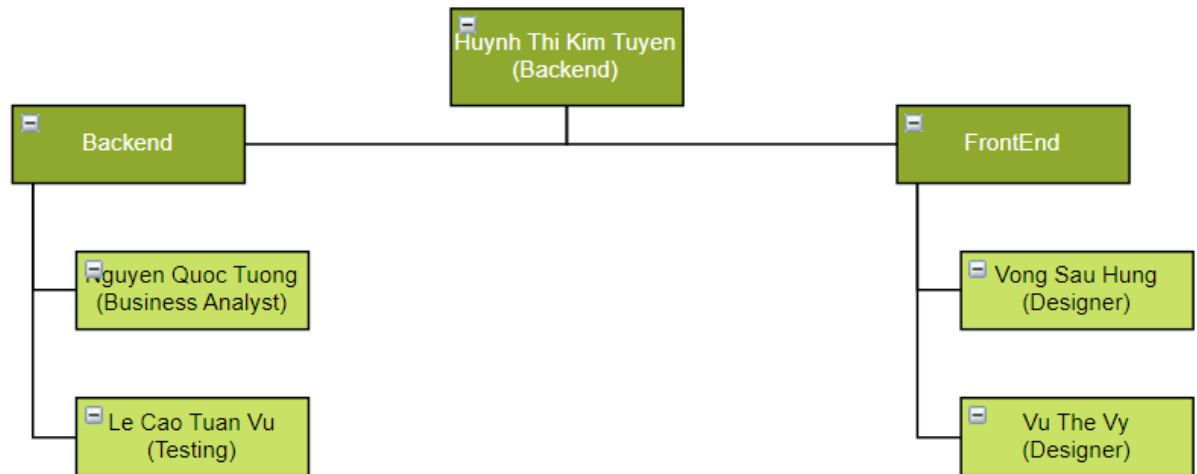 Huynh Thi Kim Tuyen
(Backend)
Backend
FrontEnd
Nguyen Quoc Tuong
(Business Analyst)
Vong Sau Hung
(Designer)
Le Cao Tuan Vu
(Testing)
Vu The Vy
(Designer)